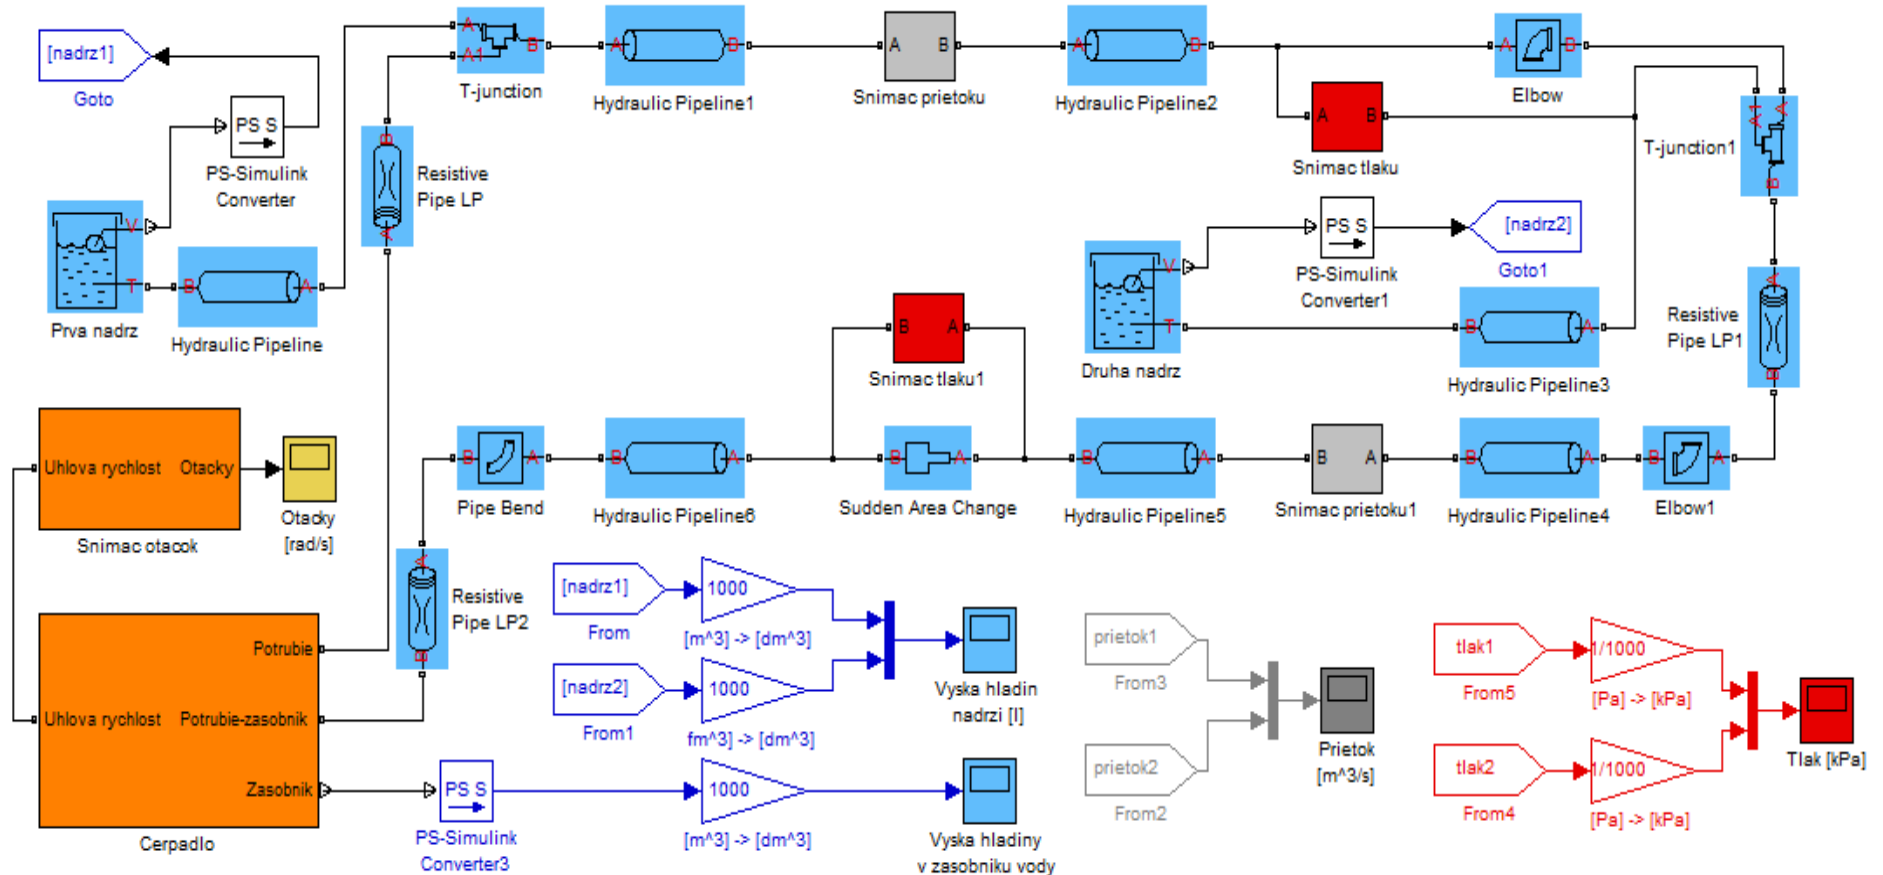 [nadrz1]
Goto
PS S
PS-Simulink
Converter
V
T
Prva nadrz
B
A
Hydraulic Pipeline
A
A1
B
T-junction
B
A
Resistive
Pipe LP
A
B
Hydraulic Pipeline1
A
B
Snimac prietoku
A
B
Hydraulic Pipeline2
A
B
Elbow
A
B
Snimac tlaku
A1
A
B
T-junction1
PS S
PS-Simulink
Converter1
[nadrz2]
Goto1
V
T
Druha nadrz
B
A
Hydraulic Pipeline3
A
B
Resistive
Pipe LP1
B
A
Snimac tlaku1
Uhlova rychlost
Otacky
Snimac otacok
Otacky
[rad/s]
B
A
Pipe Bend
B
A
Hydraulic Pipeline6
B
A
Sudden Area Change
B
A
Hydraulic Pipeline5
B
A
Snimac prietoku1
B
A
Hydraulic Pipeline4
B
A
Elbow1
A
B
Resistive
Pipe LP2
Potrubie
Uhlova rychlost
Potrubie-zasobnik
Zasobnik
Cerpadlo
PS S
PS-Simulink
Converter3
[nadrz1]
From
1000
[m^3] -> [dm^3]
[nadrz2]
From1
1000
fm^3] -> [dm^3]
Vyska hladin
nadrzi [l]
1000
[m^3] -> [dm^3]
Vyska hladiny
v zasobniku vody
prietok1
From3
prietok2
From2
Prietok
[m^3/s]
tlak1
From5
1/1000
[Pa] -> [kPa]
tlak2
From4
1/1000
[Pa] -> [kPa]
Tlak [kPa]